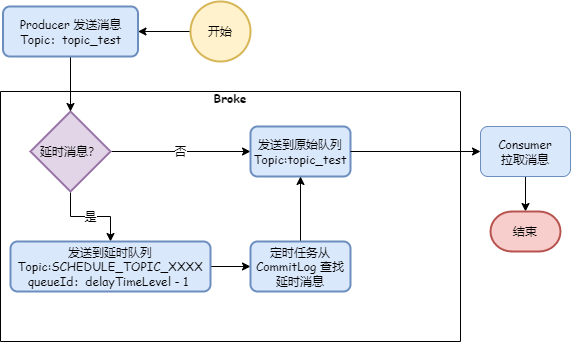 Producer 发送消息
Topic：topic_test
开始
Broke
延时消息？
否
发送到原始队列
Topic:topic_test
Consumer
拉取消息
是
发送到延时队列
Topic:SCHEDULE_TOPIC_XXXX
queueId：delayTimeLevel - 1
定时任务从
CommitLog 查找
延时消息
结束